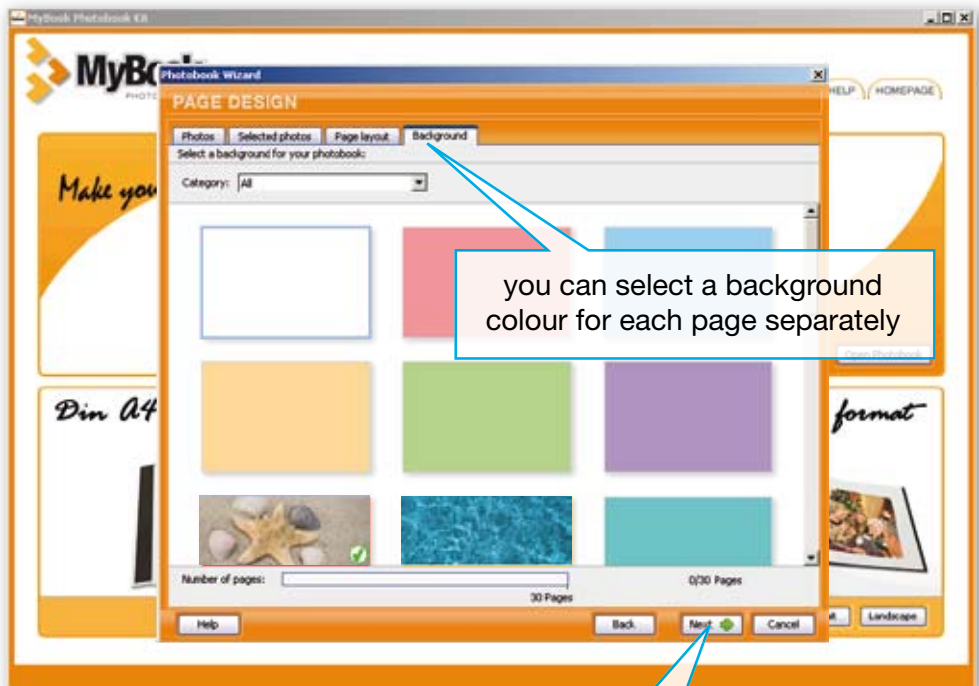 MyBook Photobook Kit
MyBo
PHOTO
HELP
HOMEPAGE
Photobook Wizard
PAGE DESIGN
Photos
Selected photos
Page layout
Background
Select a background for your photobook:
Category: All
Make you
you can select a background
colour for each page separately
Open Photobook
Din A4
format
Number of pages:
30 Pages
0/30 Pages
Help
Back
Next
Cancel
Landscape